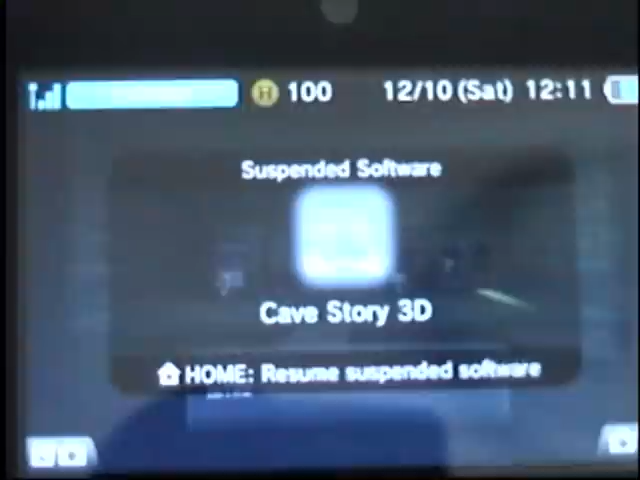 100 12/10 (Sat) 12:11
Suspended Software
Cave Story 3D
HOME: Resume suspended software